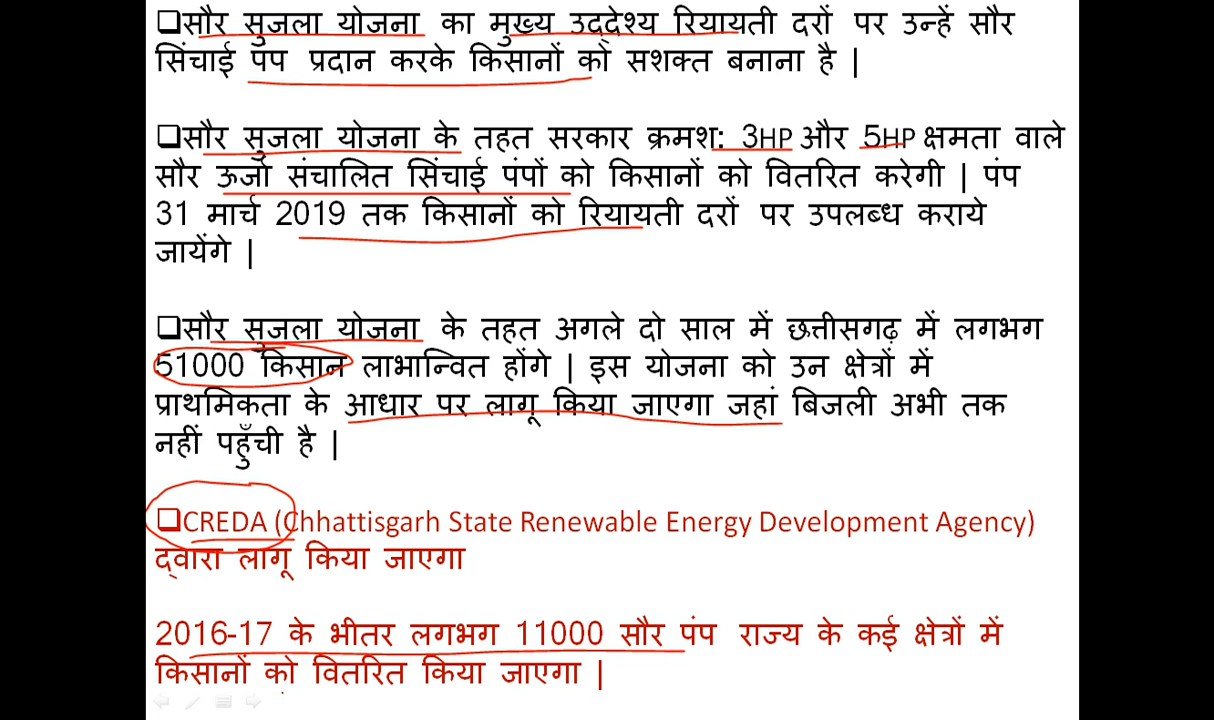 ❑सौर सुजला योजना का मुख्य उद्देश्य रियायती दरों पर उन्हें सौर
सिंचाई पंप प्रदान करके किसानों को सशक्त बनाना है |
❑सौर सुजला योजना के तहत सरकार क्रमश: 3HP और 5HP क्षमता वाले
सौर ऊर्जा संचालित सिंचाई पंपों को किसानों को वितरित करेगी | पंप
31 मार्च 2019 तक किसानों को रियायती दरों पर उपलब्ध कराये
जायेंगे |
❑सौर सुजला योजना के तहत अगले दो साल में छत्तीसगढ़ में लगभग
51000 किसान लाभान्वित होंगे | इस योजना को उन क्षेत्रों में
प्राथमिकता के आधार पर लागू किया जाएगा जहां बिजली अभी तक
नहीं पहुँची है |
❑CREDA (Chhattisgarh State Renewable Energy Development Agency)
द्वारा लागू किया जाएगा
2016-17 के भीतर लगभग 11000 सौर पंप राज्य के कई क्षेत्रों में
किसानों को वितरित किया जाएगा |